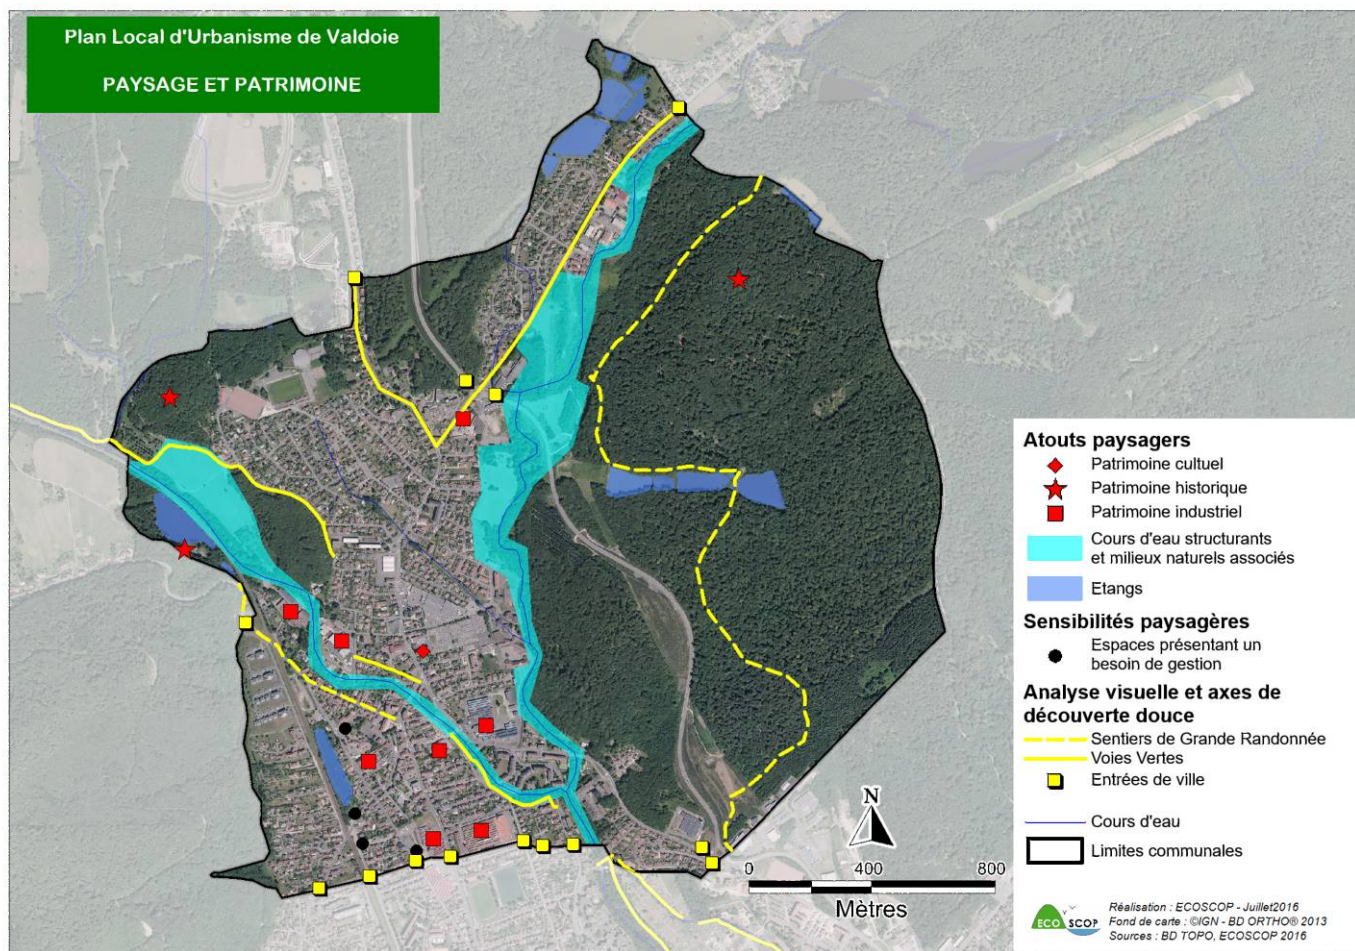 Plan Local d'Urbanisme de Valdoie
PAYSAGE ET PATRIMOINE
Atouts paysagers
Patrimoine cultuel
Patrimoine historique
Patrimoine industriel
Cours d'eau structurants
et milieux naturels associés
Etangs
Sensibilités paysagères
Espaces présentant un
besoin de gestion
Analyse visuelle et axes de
découverte douce
Sentiers de Grande Randonnée
Voies Vertes
Entrées de ville
Cours d'eau
Limites communales
N
0 400 800
Mètres
ECO SCOP
Réalisation : ECOSCOP - Juillet2016
Fond de carte : ©IGN - BD ORTHO® 2013
Sources : BD TOPO, ECOSCOP 2016